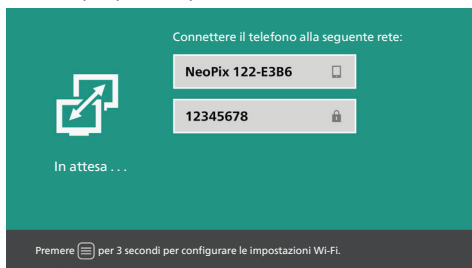 Connettere il telefono alla seguente rete:
NeoPix 122-E3B6
12345678
In attesa . . .
Premere per 3 secondi per configurare le impostazioni Wi-Fi.